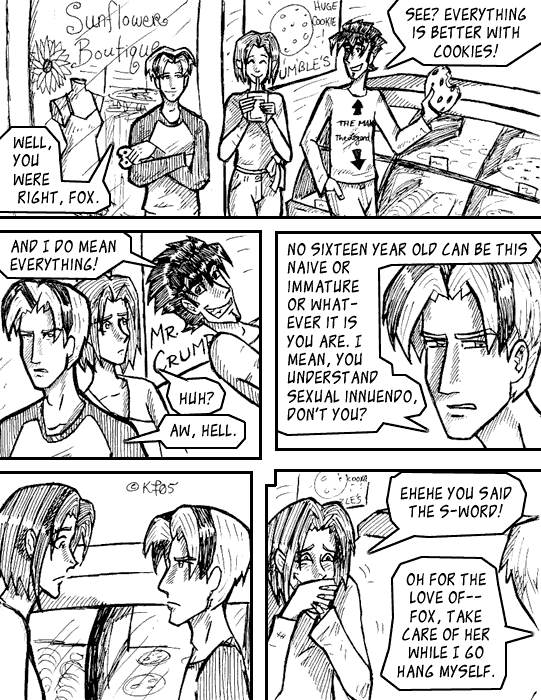 Sunflower
Boutique
HUGE
COOKIE
UMBLE'S
SEE? EVERYTHING
IS BETTER WITH
COOKIES!
THE MAN
The Legend
WELL,
YOU
WERE
RIGHT, FOX.
AND I DO MEAN
EVERYTHING!
MR.
CRUMB
HUH?
AW, HELL.
NO SIXTEEN YEAR OLD CAN BE THIS
NAIVE OR
IMMATURE
OR WHAT-
EVER IT IS
YOU ARE. I
MEAN, YOU
UNDERSTAND
SEXUAL INNUENDO,
DON'T YOU?
© KP05
COOKI
LE'S
EHEHE YOU SAID
THE S-WORD!
OH FOR THE
LOVE OF--
FOX, TAKE
CARE OF HER
WHILE I GO
HANG MYSELF.